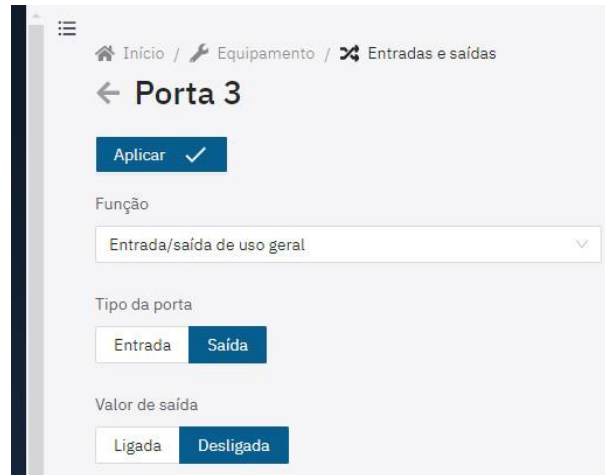 Início / Equipamento / Entradas e saídas
Porta 3
Aplicar
Função
Entrada/saída de uso geral
Tipo da porta
Entrada Saída
Valor de saída
Ligada Desligada